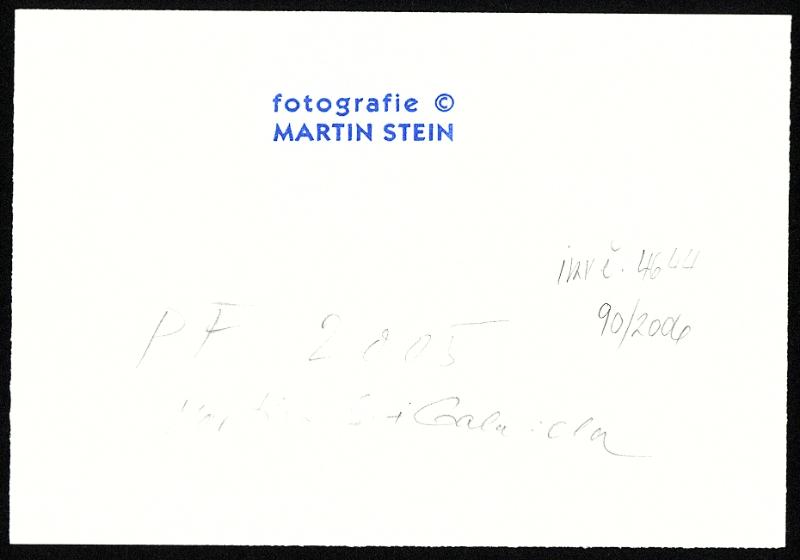 fotografie ©
MARTIN STEIN
inv č. 4644
90/2006
PF 2005